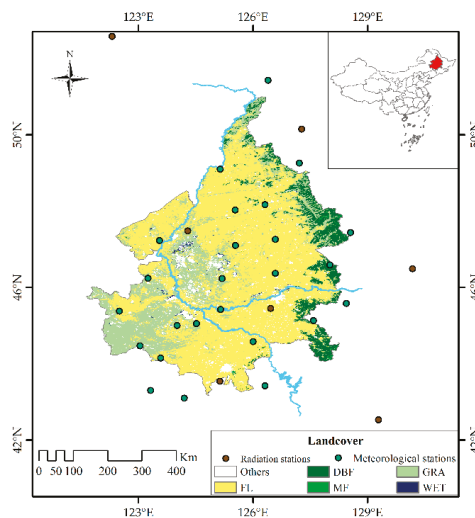 123°E 126°E 129°E
N
50°N 50°N
46°N 46°N
42°N 42°N
Km
0 50 100 200 300 400
Landcover
Radiation stations Meteorological stations
Others DBF GRA
FL MF WET
123°E 126°E 129°E